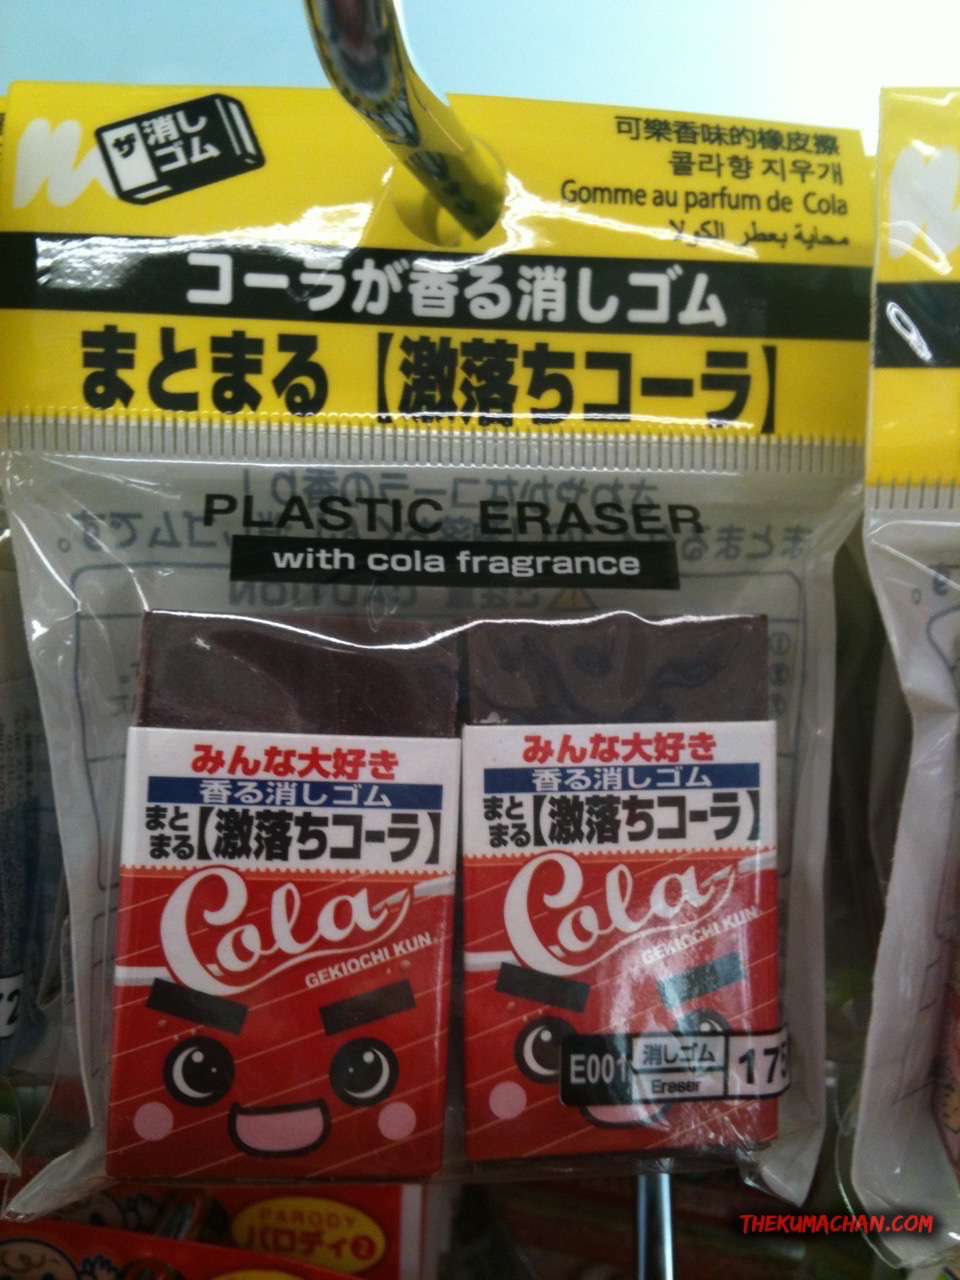 ザ
消し
ゴム
可樂香味的橡皮擦
콜라향 지우개
Gomme au parfum de Cola
محاية بعطر الكولا
コーラが香る消しゴム
まとまる【激落ちコーラ】
PLASTIC ERASER
with cola fragrance
CAUTION
みんな大好き
香る消しゴム
まと
まる【激落ちコーラ】
Cola
GEKIOCHI KUN.
みんな大好き
香る消しゴム
まと
まる【激落ちコーラ】
Cola
GEKIOCHI KUN.
E001
消しゴム
Eraser
175
PARODY
パロディ2
THEKUMACHAN.COM